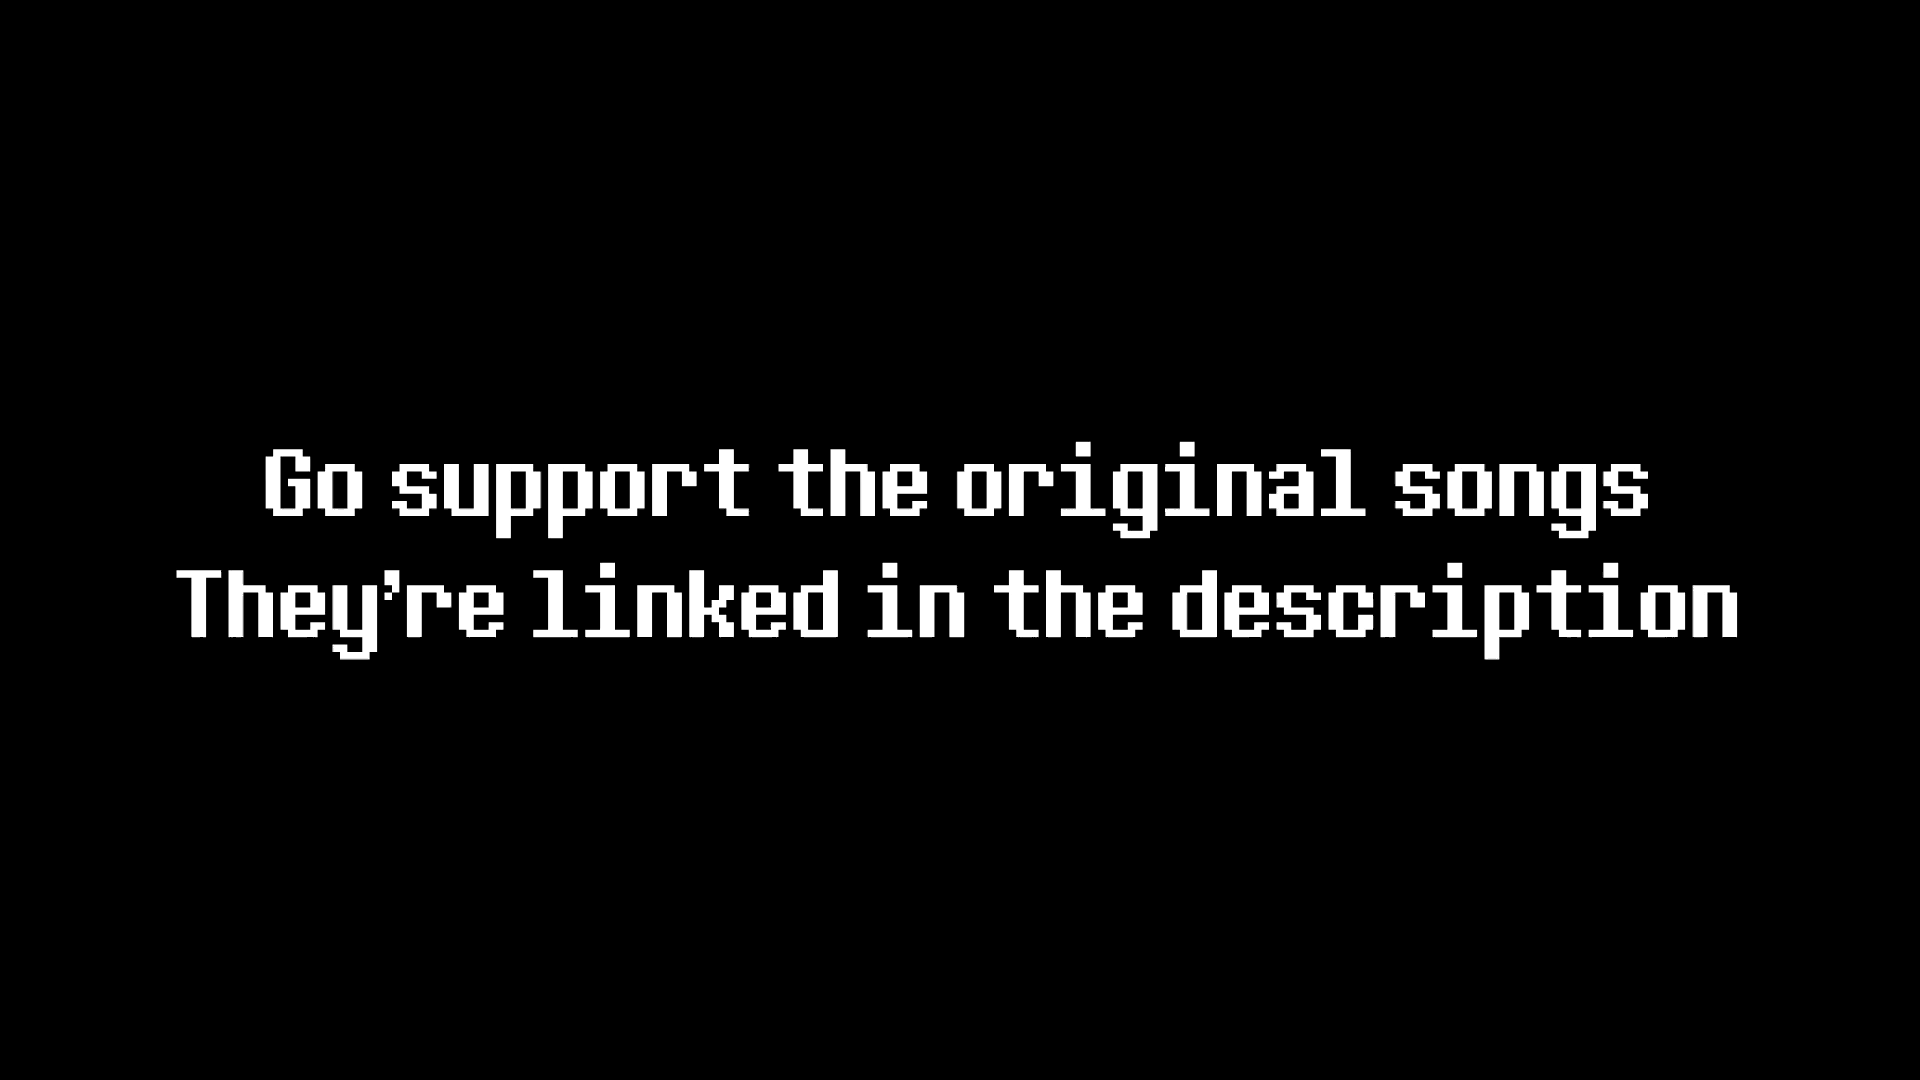 Go support the original songs
They're linked in the description